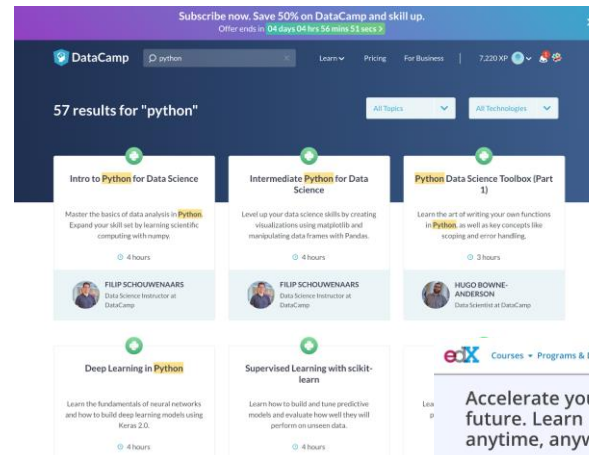 Subscribe now. Save 50% on DataCamp and skill up.
Offer ends in 04 days 04 hrs 56 mins 51 secs >
DataCamp
python
Learn
Pricing
For Business
7,220 XP
57 results for "python"
All Topics
All Technologies
Intro to Python for Data Science
Master the basics of data analysis in Python.
Expand your skill set by learning scientific
computing with numpy.
4 hours
FILIP SCHOUWENAARS
Data Science Instructor at
DataCamp
Intermediate Python for Data
Science
Level up your data science skills by creating
visualizations using matplotlib and
manipulating data frames with Pandas.
4 hours
FILIP SCHOUWENAARS
Data Science Instructor at
DataCamp
Python Data Science Toolbox (Part
1)
Learn the art of writing your own functions
in Python, as well as key concepts like
scoping and error handling.
3 hours
HUGO BOWNE-
ANDERSON
Data Scientist at DataCamp
Deep Learning in Python
Learn the fundamentals of neural networks
and how to build deep learning models using
Keras 2.0.
4 hours
Supervised Learning with scikit-
learn
Learn how to build and tune predictive
models and evaluate how well they will
perform on unseen data.
4 hours
edX
Courses
Programs &
Accelerate you
future. Learn
anytime, anyw